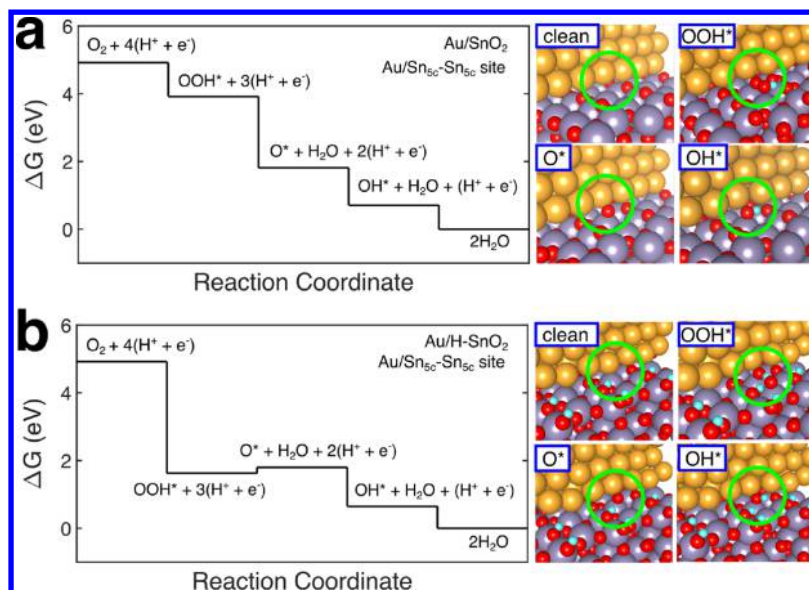 a
6
4
2
0
ΔG (eV)
O₂ + 4(H⁺ + e⁻)
OOH* + 3(H⁺ + e⁻)
O* + H₂O + 2(H⁺ + e⁻)
OH* + H₂O + (H⁺ + e⁻)
2H₂O
Au/SnO₂
Au/Sn₅c-Sn₅c site
Reaction Coordinate
clean
OOH*
O*
OH*
b
6
4
2
0
ΔG (eV)
O₂ + 4(H⁺ + e⁻)
OOH* + 3(H⁺ + e⁻)
O* + H₂O + 2(H⁺ + e⁻)
OH* + H₂O + (H⁺ + e⁻)
2H₂O
Au/H-SnO₂
Au/Sn₅c-Sn₅c site
Reaction Coordinate
clean
OOH*
O*
OH*